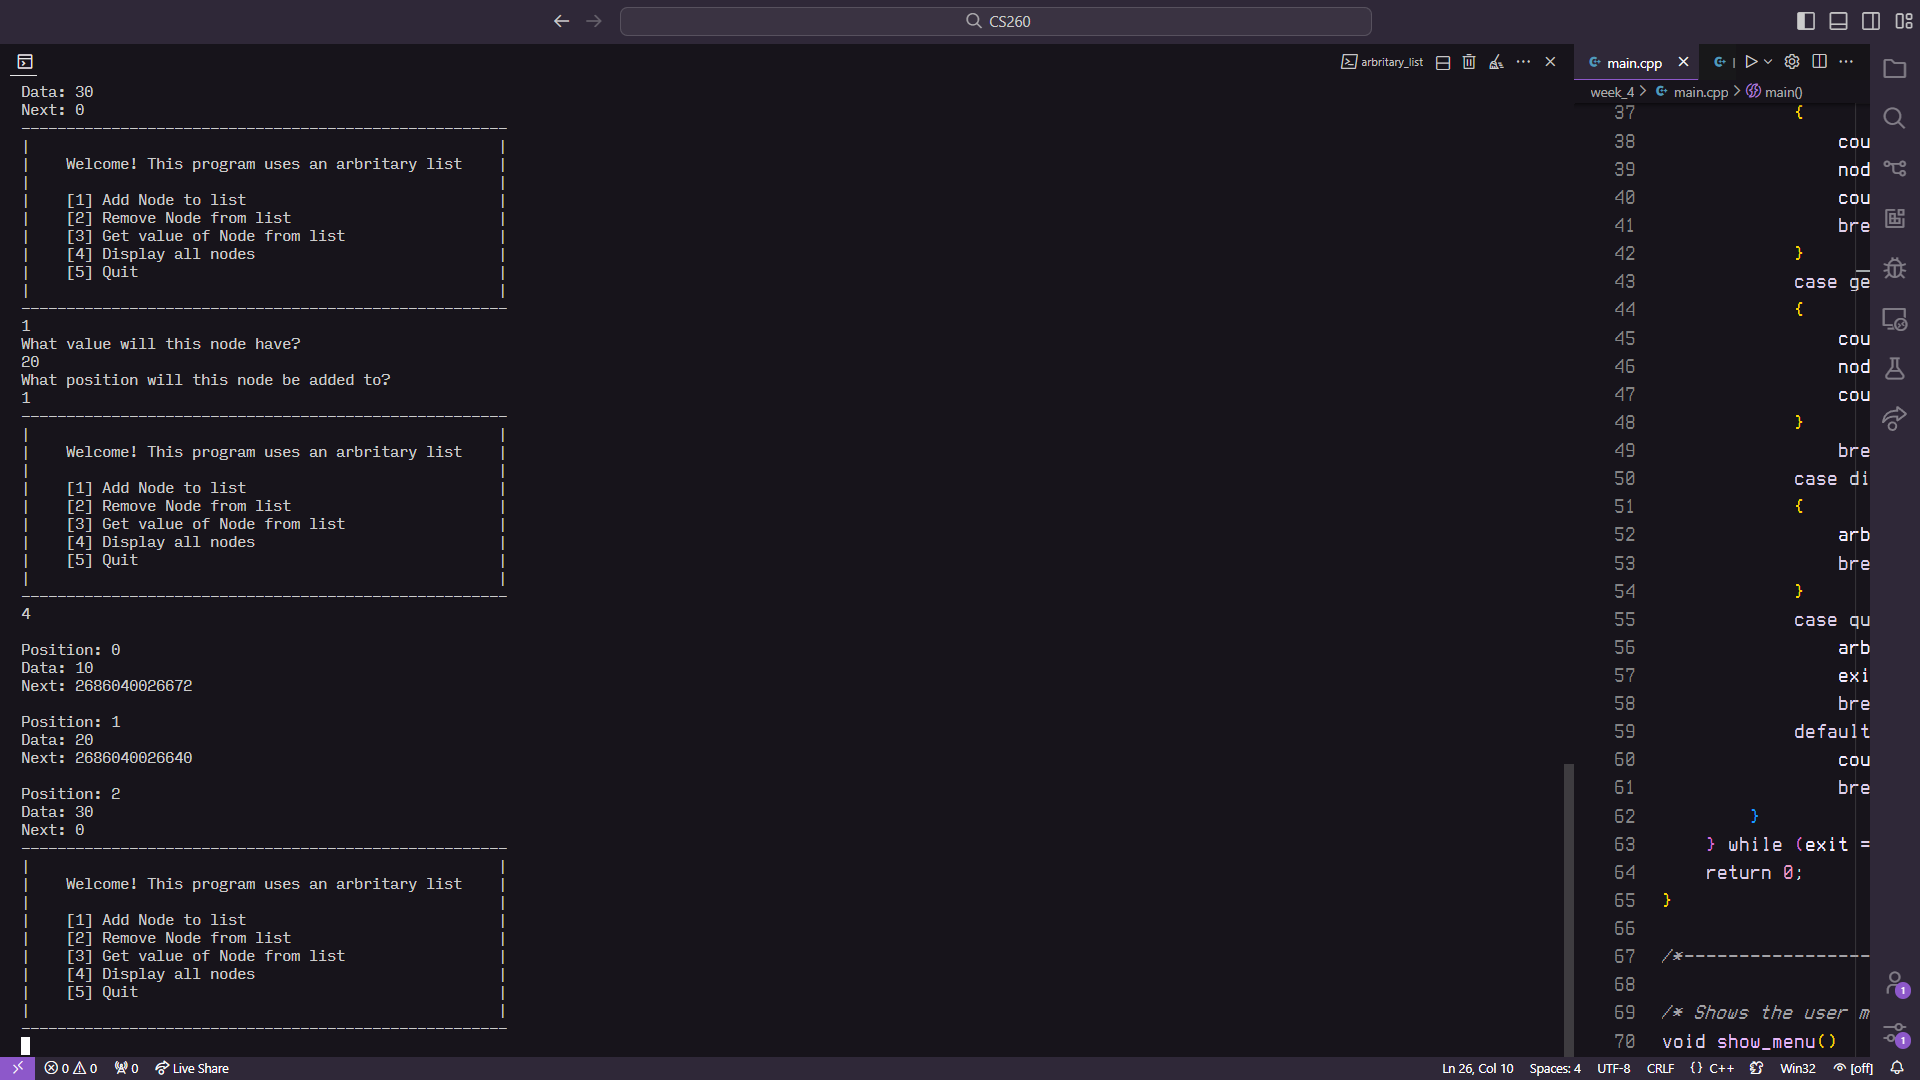 CS260
arbritary_list
main.cpp
week_4 > main.cpp > main()
Data: 30
Next: 0
------------------------------------------------------
| |
| Welcome! This program uses an arbritary list |
| |
| [1] Add Node to list |
| [2] Remove Node from list |
| [3] Get value of Node from list |
| [4] Display all nodes |
| [5] Quit |
| |
------------------------------------------------------
1
What value will this node have?
20
What position will this node be added to?
1
------------------------------------------------------
| |
| Welcome! This program uses an arbritary list |
| |
| [1] Add Node to list |
| [2] Remove Node from list |
| [3] Get value of Node from list |
| [4] Display all nodes |
| [5] Quit |
| |
------------------------------------------------------
4
Position: 0
Data: 10
Next: 2686040026672
Position: 1
Data: 20
Next: 2686040026640
Position: 2
Data: 30
Next: 0
------------------------------------------------------
| |
| Welcome! This program uses an arbritary list |
| |
| [1] Add Node to list |
| [2] Remove Node from list |
| [3] Get value of Node from list |
| [4] Display all nodes |
| [5] Quit |
| |
------------------------------------------------------
37 {
38 cou
39 nod
40 cou
41 bre
42 }
43 case ge
44 {
45 cou
46 nod
47 cou
48 }
49 bre
50 case di
51 {
52 arb
53 bre
54 }
55 case qu
56 arb
57 exi
58 bre
59 default
60 cou
61 bre
62 }
63 } while (exit =
64 return 0;
65 }
66
67 /*-----------------
68
69 /* Shows the user m
70 void show_menu()
1
1
0 0 0 Live Share Ln 26, Col 10 Spaces: 4 UTF-8 CRLF {} C++ Win32 [off]